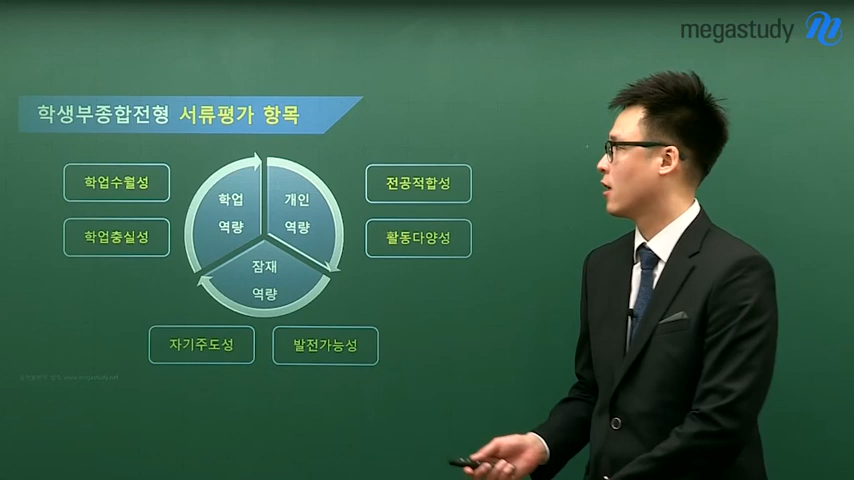 megastudy
학생부종합전형 서류평가 항목
학업수월성
학업충실성
학업
역량
개인
역량
잠재
역량
전공적합성
활동다양성
자기주도성
발전가능성